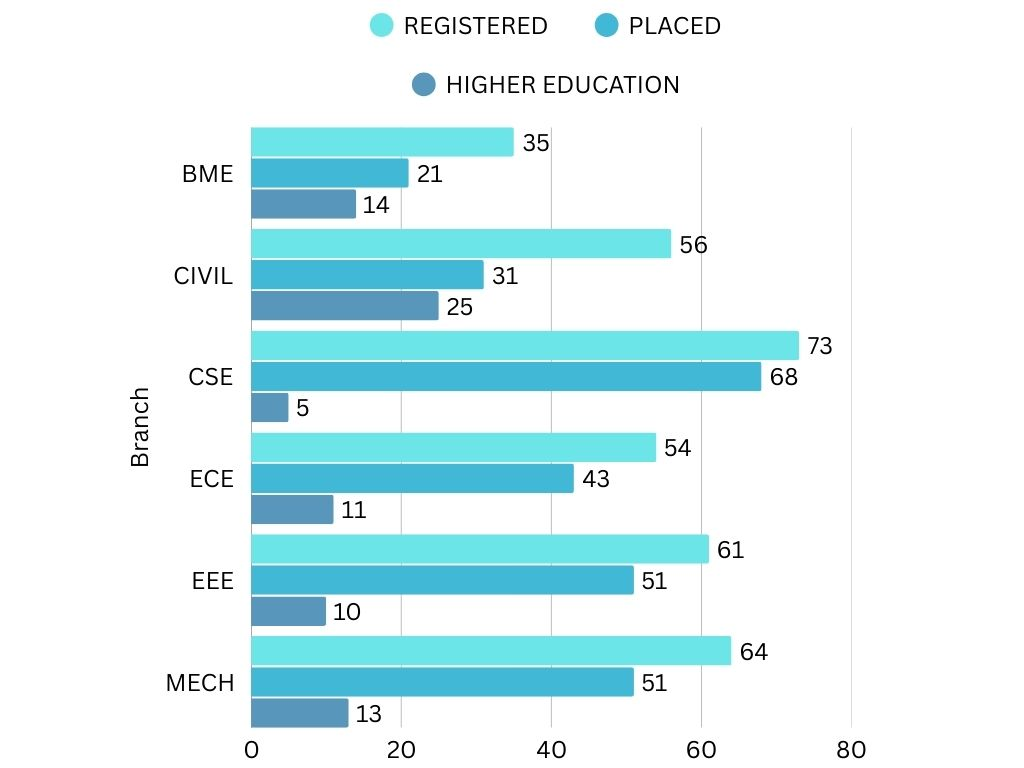 REGISTERED PLACED
HIGHER EDUCATION
35
BME 21
14
56
CIVIL 31
25
73
CSE 68
5
Branch
54
ECE 43
11
61
EEE 51
10
64
MECH 51
13
0 20 40 60 80